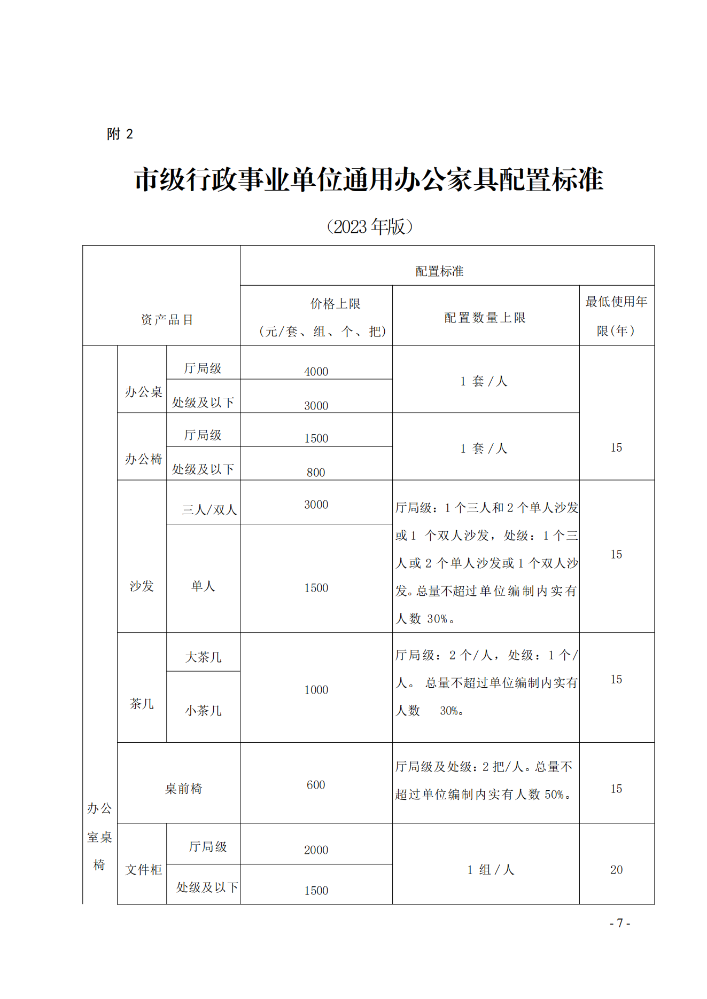 附 2
市级行政事业单位通用办公家具配置标准
（2023 年版）
资产品目
配置标准
价格上限
（元/套、组、个、把）
配置数量上限
最低使用年
限(年)
办公桌
厅局级
4000
1 套 /人
15
处级及以下
3000
办公椅
厅局级
1500
1 套 /人
处级及以下
800
沙发
三人/双人
3000
厅局级：1 个三人和 2 个单人沙发
或 1 个双人沙发，处级：1 个三
人或 2 个单人沙发或 1 个双人沙
发。总量不超过单位编制内实有
人数 30%。
15
单人
1500
茶几
大茶几
1000
厅局级：2 个/人，处级：1 个/
人。 总量不超过单位编制内实有
人数 30%。
15
小茶几
桌前椅
600
厅局级及处级：2 把/人。总量不
超过单位编制内实有人数 50%。
15
办公
室桌
椅
文件柜
厅局级
2000
1 组 /人
20
处级及以下
1500
- 7 -